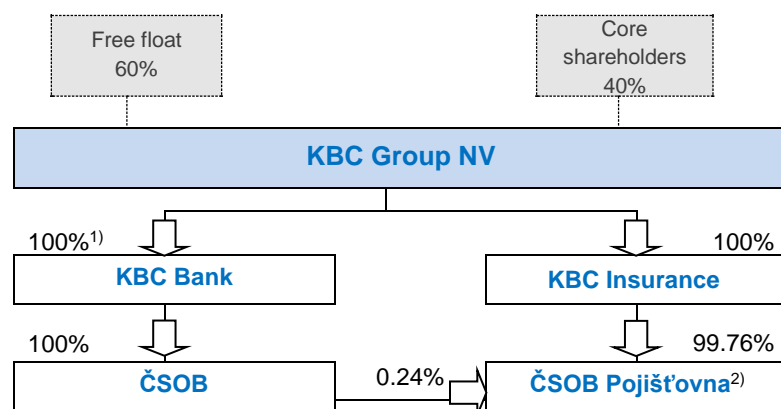 Free float
60%
Core
shareholders
40%
KBC Group NV
100%1)
100%
KBC Bank
KBC Insurance
100%
99.76%
ČSOB
0.24%
ČSOB Pojišťovna2)